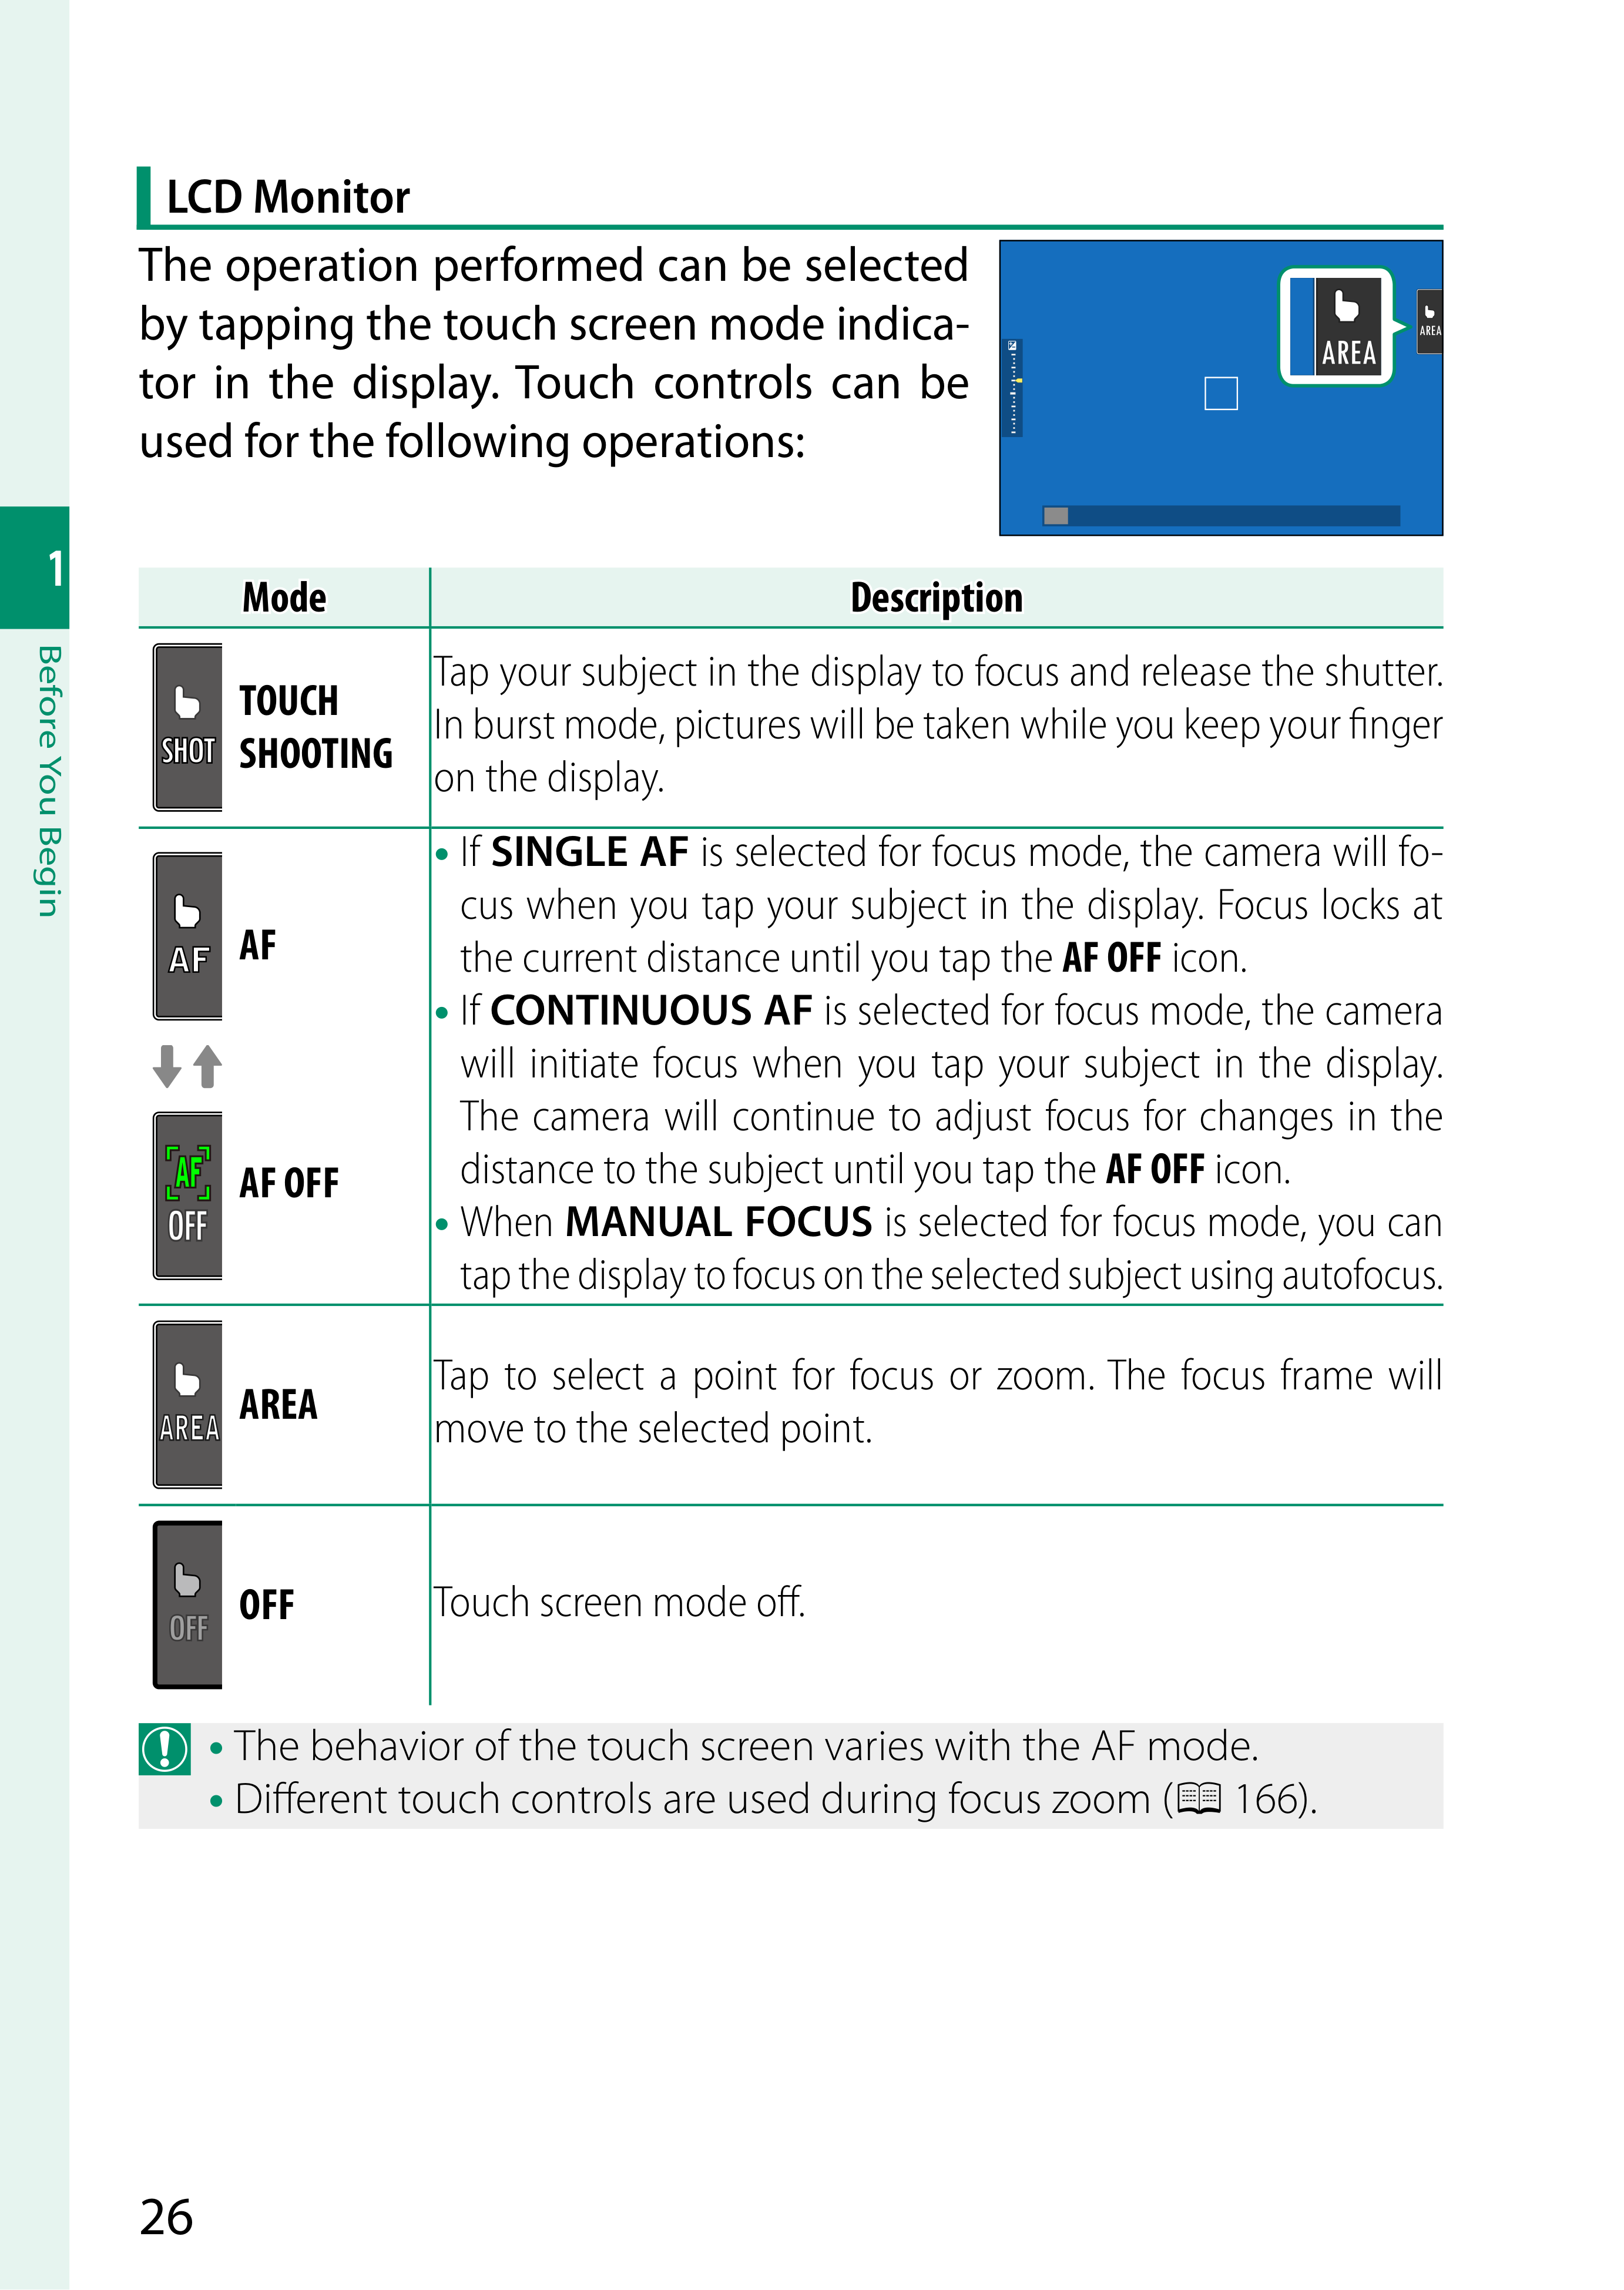 LCD Monitor
The operation performed can be selected
by tapping the touch screen mode indica-
tor in the display. Touch controls can be
used for the following operations:
AREA
AREA
1
Before You Begin
Mode Description
SHOT
TOUCH
SHOOTING
Tap your subject in the display to focus and release the shutter.
In burst mode, pictures will be taken while you keep your finger
on the display.
AF
AF
AF
OFF
AF OFF
• If SINGLE AF is selected for focus mode, the camera will fo-
cus when you tap your subject in the display. Focus locks at
the current distance until you tap the AF OFF icon.
• If CONTINUOUS AF is selected for focus mode, the camera
will initiate focus when you tap your subject in the display.
The camera will continue to adjust focus for changes in the
distance to the subject until you tap the AF OFF icon.
• When MANUAL FOCUS is selected for focus mode, you can
tap the display to focus on the selected subject using autofocus.
AREA
AREA
Tap to select a point for focus or zoom. The focus frame will
move to the selected point.
OFF
OFF
Touch screen mode off.
• The behavior of the touch screen varies with the AF mode.
• Different touch controls are used during focus zoom (📖 166).
26